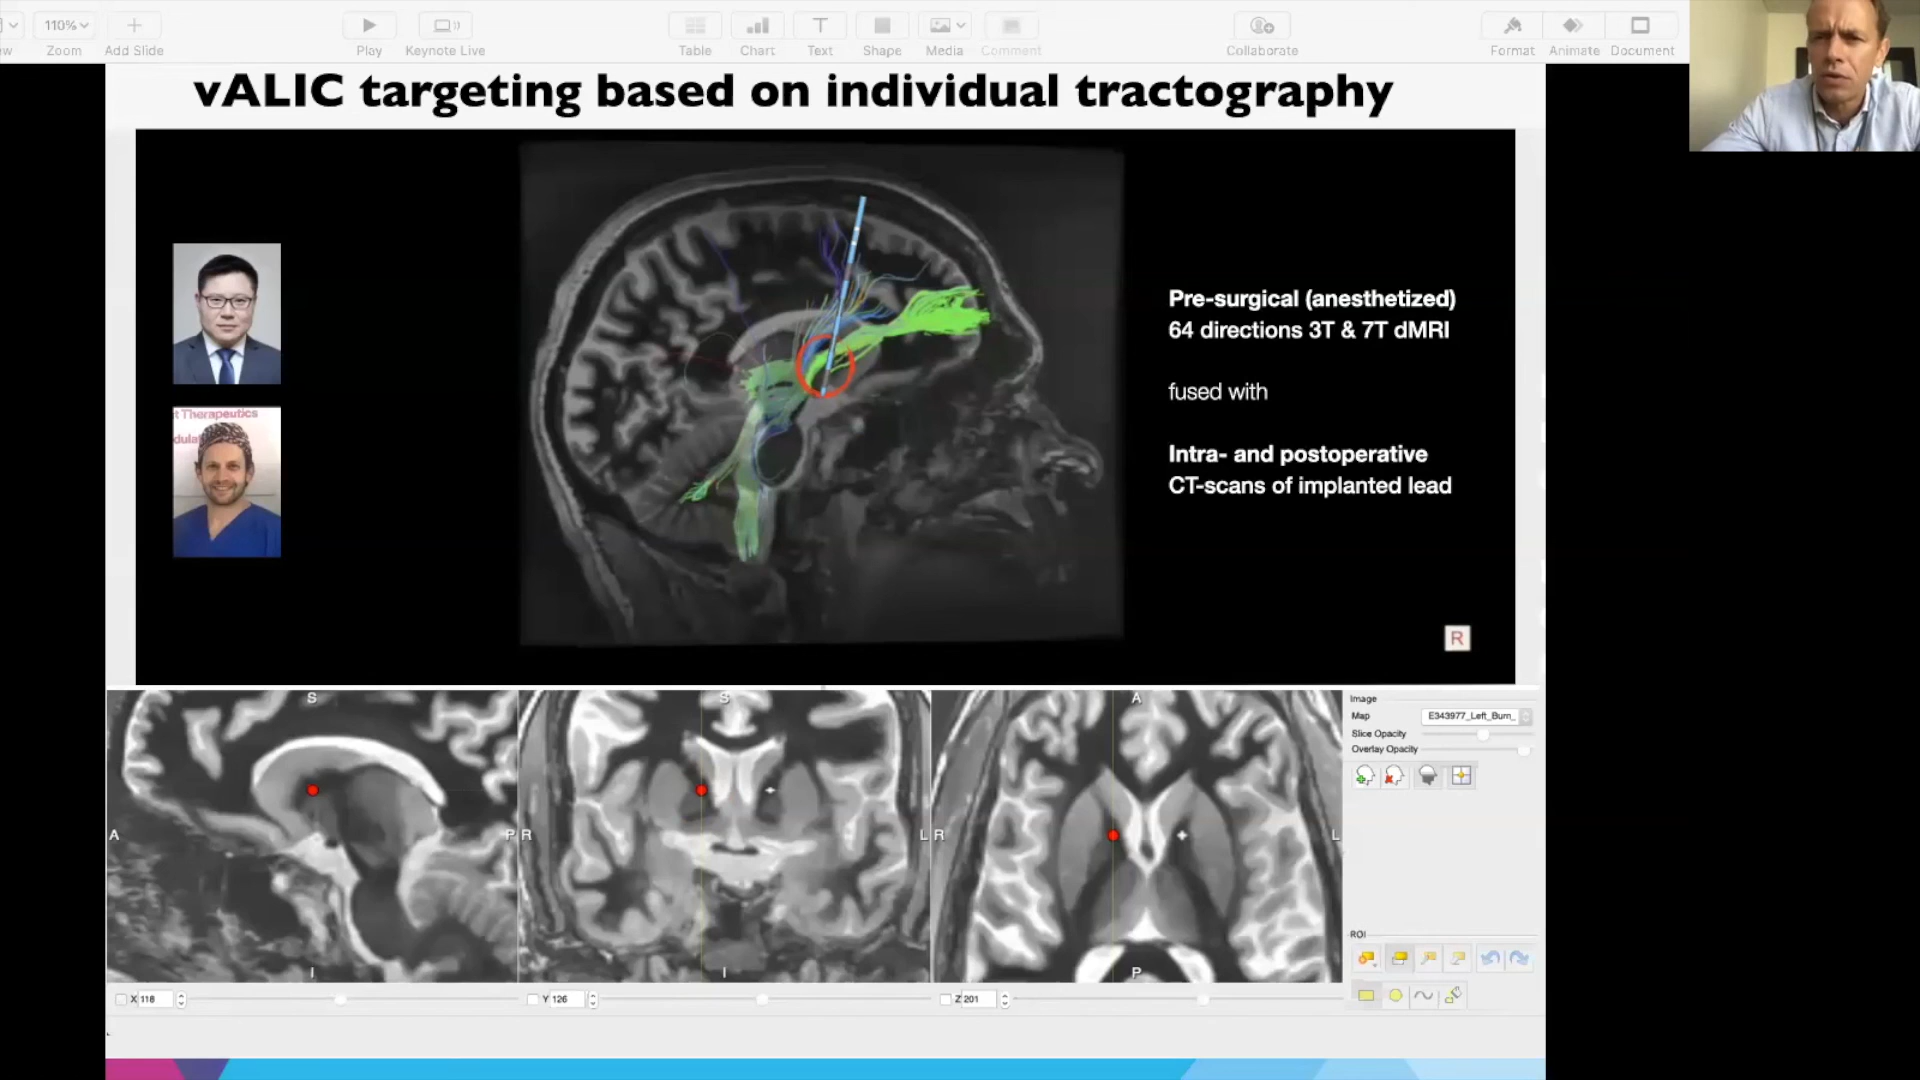 110%
Zoom
Add Slide
Play
Keynote Live
Table
Chart
Text
Shape
Media
Comment
Collaborate
Format
Animate
Document
vALIC targeting based on individual tractography
t Therapeutics
dula
Pre-surgical (anesthetized)
64 directions 3T & 7T dMRI
fused with
Intra- and postoperative
CT-scans of implanted lead
R
S
A
P
I
S
R
L
I
A
R
L
P
X 118
Y 126
Z 201
Image
Map
E343977_Left_Burn_
Slice Opacity
Overlay Opacity
ROI